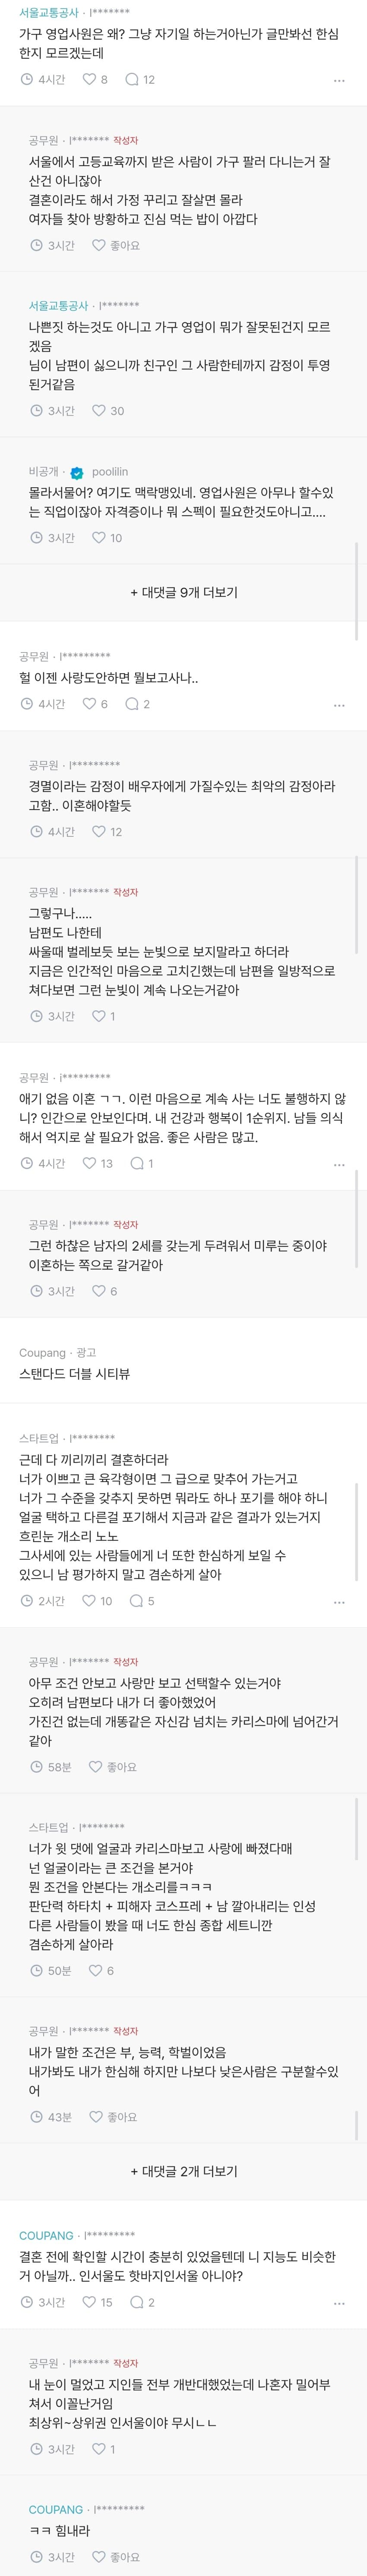 서울교통공사 · l*******
가구 영업사원은 왜? 그냥 자기일 하는거아닌가 글만봐선 한심
한지 모르겠는데
4시간 8 12 ...
공무원 · l******* 작성자
서울에서 고등교육까지 받은 사람이 가구 팔러 다니는거 잘
산건 아니잖아
결혼이라도 해서 가정 꾸리고 잘살면 몰라
여자들 찾아 방황하고 진심 먹는 밥이 아깝다
3시간 좋아요
서울교통공사 · l*******
나쁜짓 하는것도 아니고 가구 영업이 뭐가 잘못된건지 모르
겠음
님이 남편이 싫으니까 친구인 그 사람한테까지 감정이 투영
된거같음
3시간 30
비공개 · poolilin
몰라서물어? 여기도 맥락맹있네. 영업사원은 아무나 할수있
는 직업이잖아 자격증이나 뭐 스펙이 필요한것도아니고....
3시간 10
+ 대댓글 9개 더보기
공무원 · l*********
헐 이젠 사랑도안하면 뭘보고사나..
4시간 6 2 ...
공무원 · l*********
경멸이라는 감정이 배우자에게 가질수있는 최악의 감정아라
고함.. 이혼해야할듯
4시간 12
공무원 · l******* 작성자
그렇구나.....
남편도 나한테
싸울때 벌레보듯 보는 눈빛으로 보지말라고 하더라
지금은 인간적인 마음으로 고치긴했는데 남편을 일방적으로
쳐다보면 그런 눈빛이 계속 나오는거같아
3시간 1
공무원 · i*********
애기 없음 이혼 ㄱㄱ. 이런 마음으로 계속 사는 너도 불행하지 않
니? 인간으로 안보인다며. 내 건강과 행복이 1순위지. 남들 의식
해서 억지로 살 필요가 없음. 좋은 사람은 많고.
4시간 13 1 ...
공무원 · l******* 작성자
그런 하찮은 남자의 2세를 갖는게 두려워서 미루는 중이야
이혼하는 쪽으로 갈거같아
3시간 6
Coupang · 광고
스탠다드 더블 시티뷰
스타트업 · l********
근데 다 끼리끼리 결혼하더라
너가 이쁘고 큰 육각형이면 그 급으로 맞추어 가는거고
너가 그 수준을 갖추지 못하면 뭐라도 하나 포기를 해야 하니
얼굴 택하고 다른걸 포기해서 지금과 같은 결과가 있는거지
흐린눈 개소리 노노
그사세에 있는 사람들에게 너 또한 한심하게 보일 수
있으니 남 평가하지 말고 겸손하게 살아
2시간 10 5 ...
공무원 · l******* 작성자
아무 조건 안보고 사랑만 보고 선택할수 있는거야
오히려 남편보다 내가 더 좋아했었어
가진건 없는데 개똥같은 자신감 넘치는 카리스마에 넘어간거
같아
58분 좋아요
스타트업 · l********
너가 윗 댓에 얼굴과 카리스마보고 사랑에 빠졌다매
넌 얼굴이라는 큰 조건을 본거야
뭔 조건을 안본다는 개소리를ㅋㅋㅋ
판단력 하타치 + 피해자 코스프레 + 남 깔아내리는 인성
다른 사람들이 봤을 때 너도 한심 종합 세트니깐
겸손하게 살아라
50분 6
공무원 · l******* 작성자
내가 말한 조건은 부, 능력, 학벌이었음
내가봐도 내가 한심해 하지만 나보다 낮은사람은 구분할수있
어
43분 좋아요
+ 대댓글 2개 더보기
COUPANG · l*********
결혼 전에 확인할 시간이 충분히 있었을텐데 니 지능도 비슷한
거 아닐까.. 인서울도 핫바지인서울 아니야?
3시간 15 2 ...
공무원 · l******* 작성자
내 눈이 멀었고 지인들 전부 개반대했었는데 나혼자 밀어부
쳐서 이꼴난거임
최상위~상위권 인서울이야 무시ㄴㄴ
3시간 1
COUPANG · l*********
ㅋㅋ 힘내라
3시간 좋아요